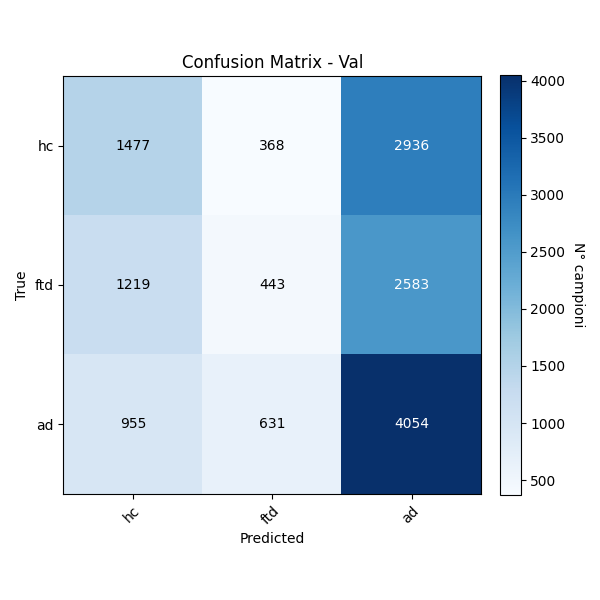 Confusion Matrix - Val
hc 1477 368 2936
ftd 1219 443 2583
ad 955 631 4054
hc ftd ad
Predicted
True
4000
3500
3000
2500
2000
1500
1000
500
N° campioni